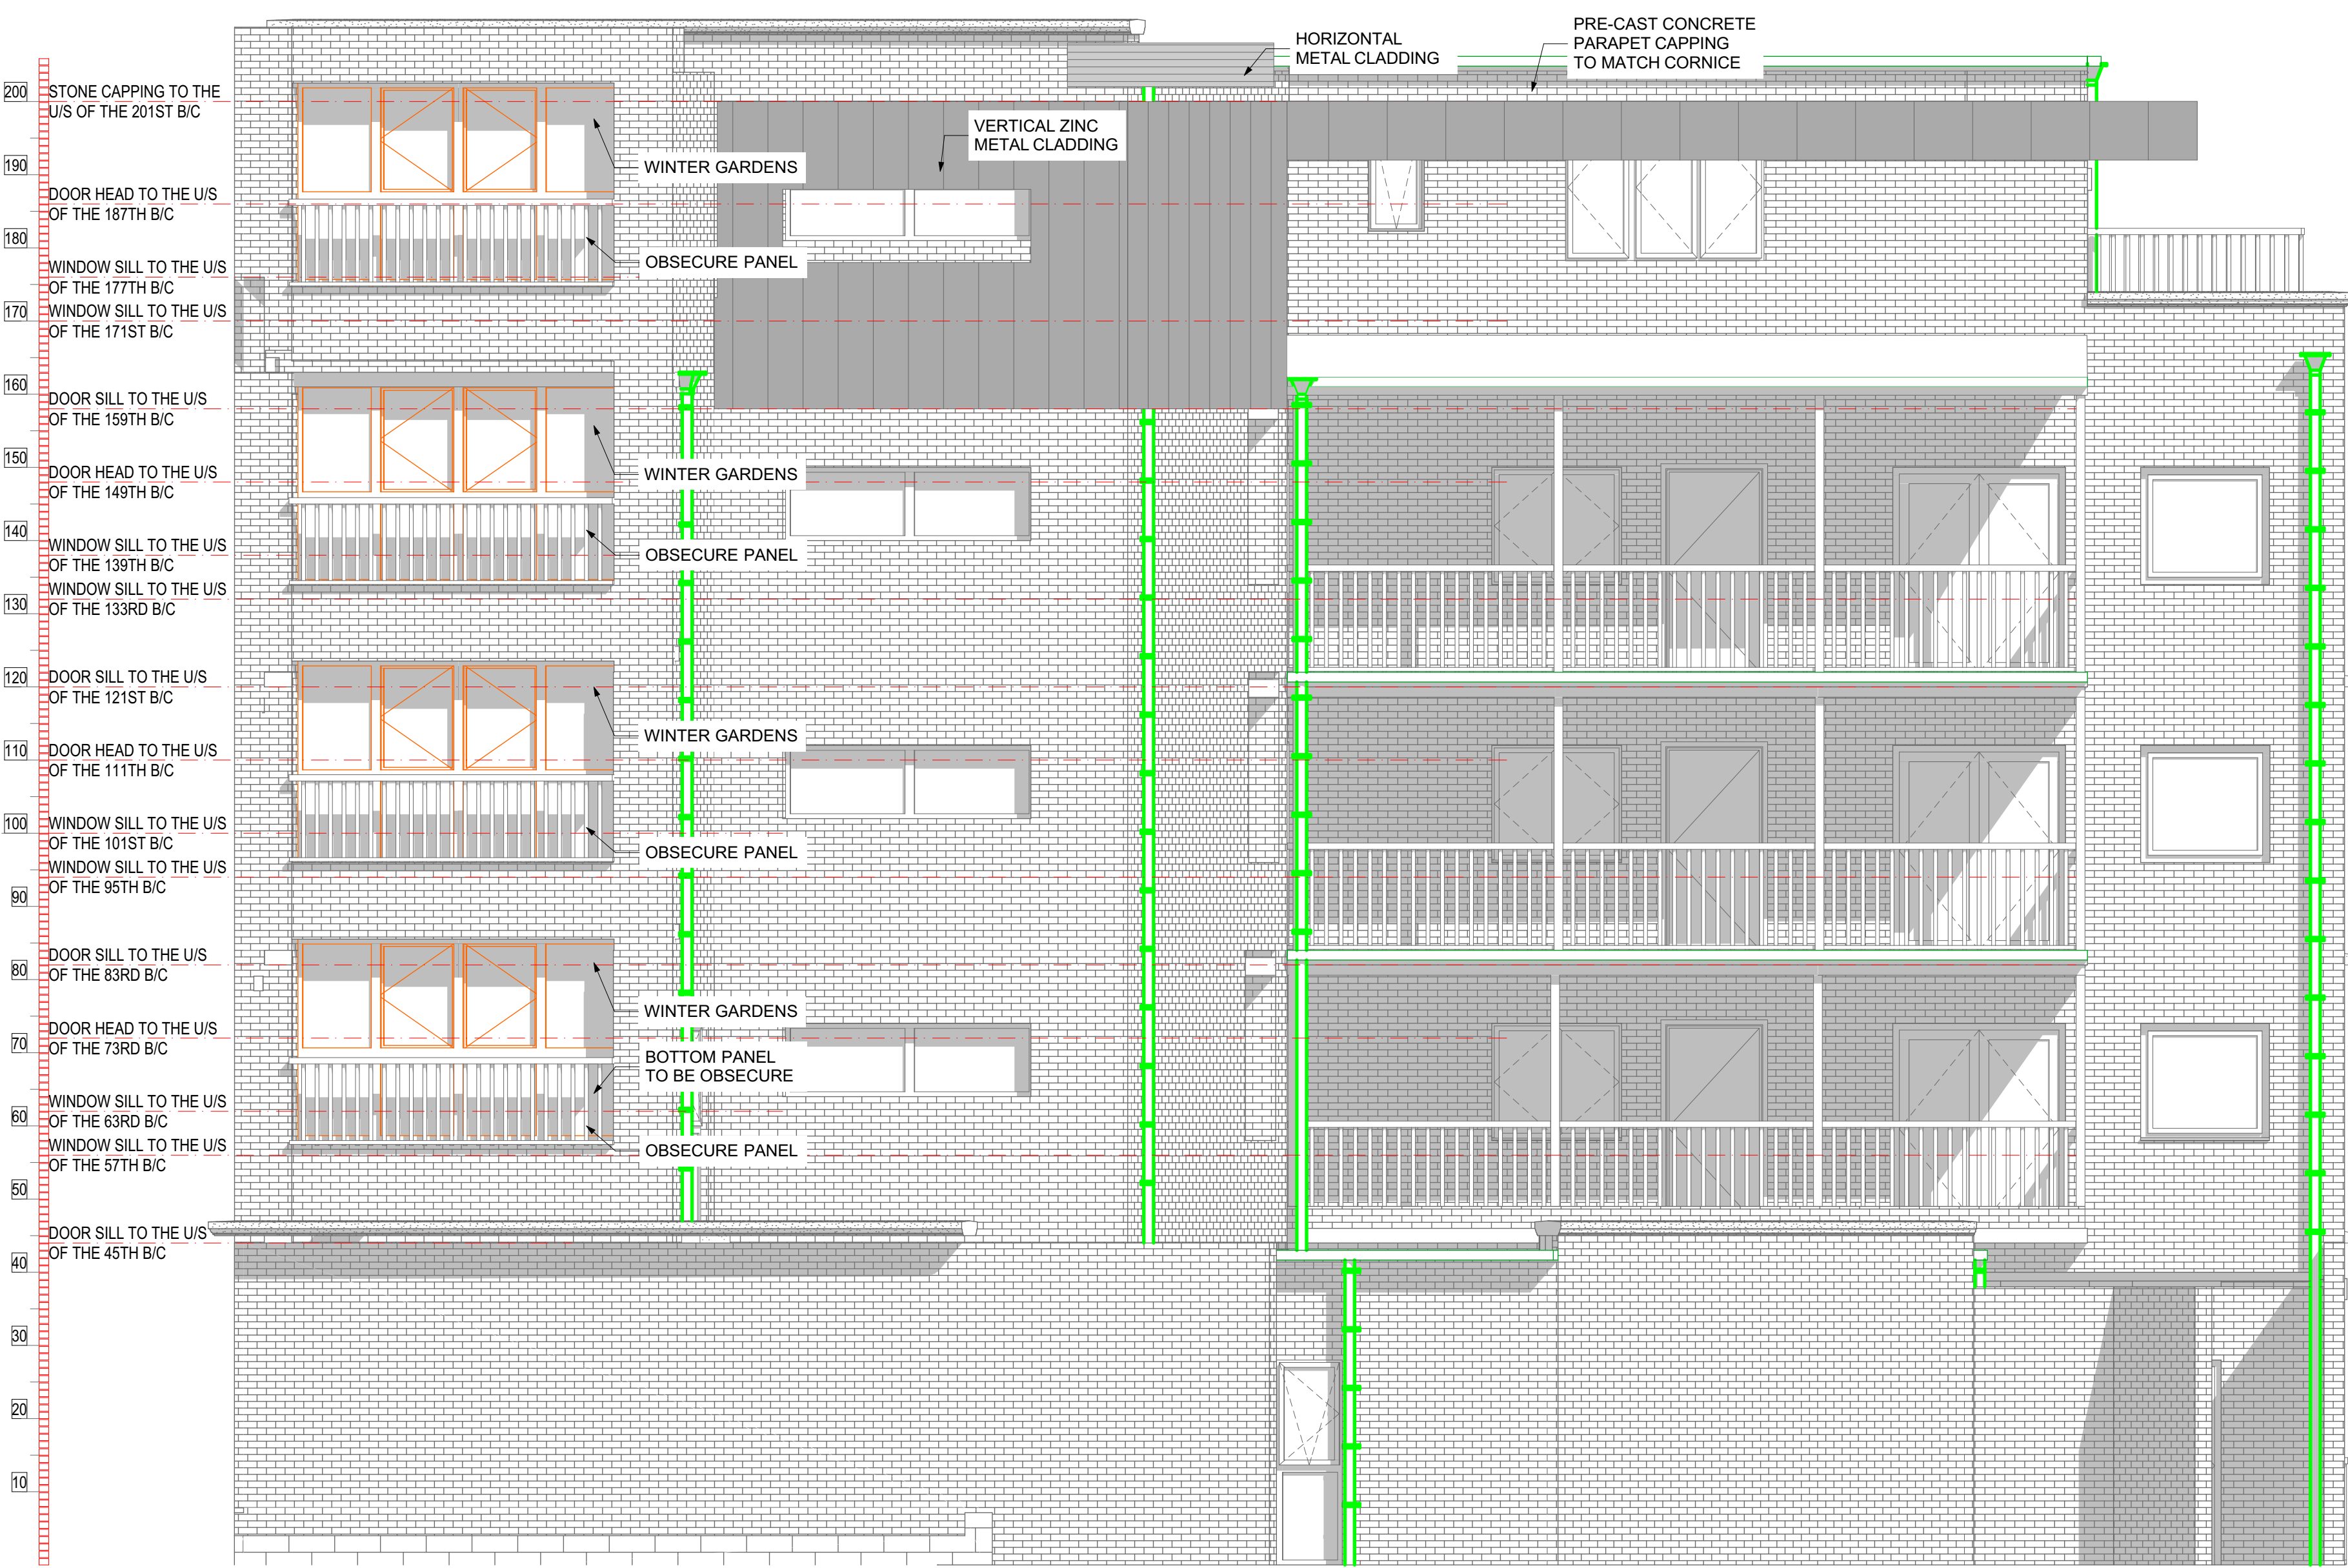 HORIZONTAL
METAL CLADDING
PRE-CAST CONCRETE
PARAPET CAPPING
TO MATCH CORNICE
200
STONE CAPPING TO THE
U/S OF THE 201ST B/C
VERTICAL ZINC
METAL CLADDING
190
WINTER GARDENS
DOOR HEAD TO THE U/S
OF THE 187TH B/C
180
OBSECURE PANEL
WINDOW SILL TO THE U/S
OF THE 177TH B/C
170
WINDOW SILL TO THE U/S
OF THE 171ST B/C
160
DOOR SILL TO THE U/S
OF THE 159TH B/C
150
DOOR HEAD TO THE U/S
OF THE 149TH B/C
WINTER GARDENS
140
WINDOW SILL TO THE U/S
OF THE 139TH B/C
OBSECURE PANEL
130
WINDOW SILL TO THE U/S
OF THE 133RD B/C
120
DOOR SILL TO THE U/S
OF THE 121ST B/C
WINTER GARDENS
110
DOOR HEAD TO THE U/S
OF THE 111TH B/C
100
WINDOW SILL TO THE U/S
OF THE 101ST B/C
OBSECURE PANEL
WINDOW SILL TO THE U/S
OF THE 95TH B/C
90
DOOR SILL TO THE U/S
OF THE 83RD B/C
80
WINTER GARDENS
DOOR HEAD TO THE U/S
OF THE 73RD B/C
70
BOTTOM PANEL
TO BE OBSECURE
WINDOW SILL TO THE U/S
OF THE 63RD B/C
60
WINDOW SILL TO THE U/S
OF THE 57TH B/C
OBSECURE PANEL
50
DOOR SILL TO THE U/S
OF THE 45TH B/C
40
30
20
10